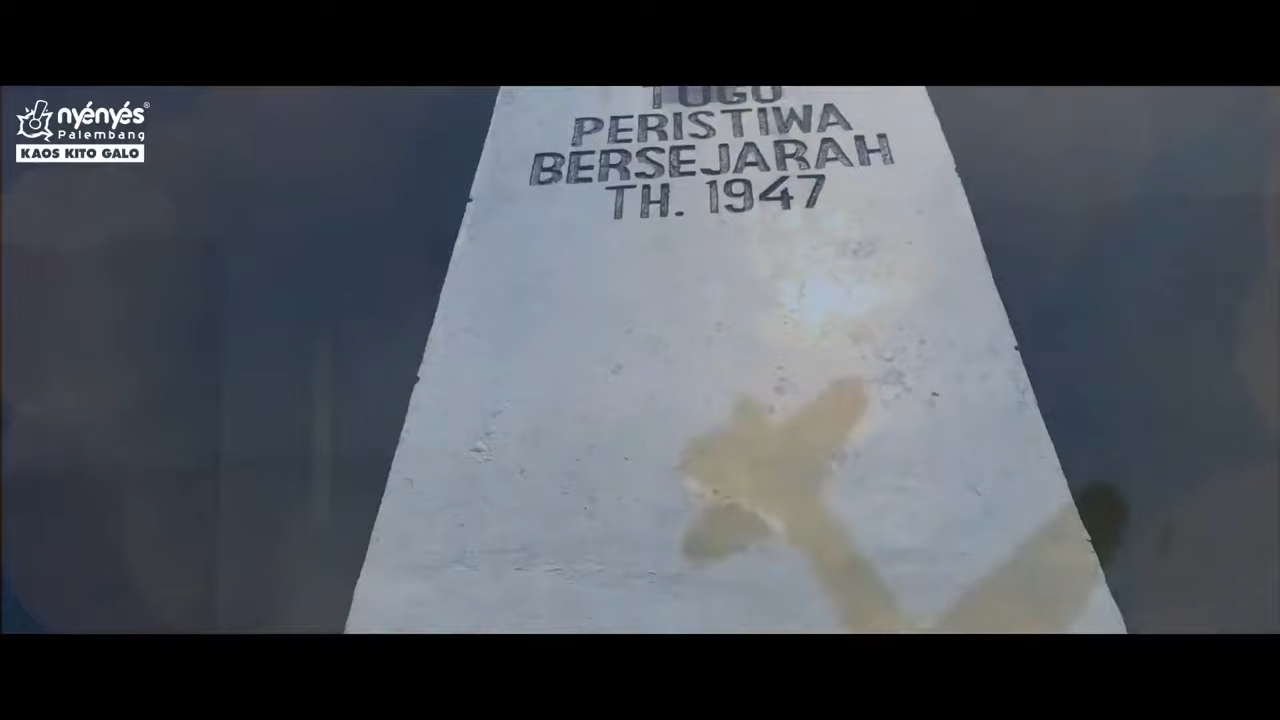 nyényés®
Palembang
KAOS KITO GALO
TUGU
PERISTIWA
BERSEJARAH
TH. 1947